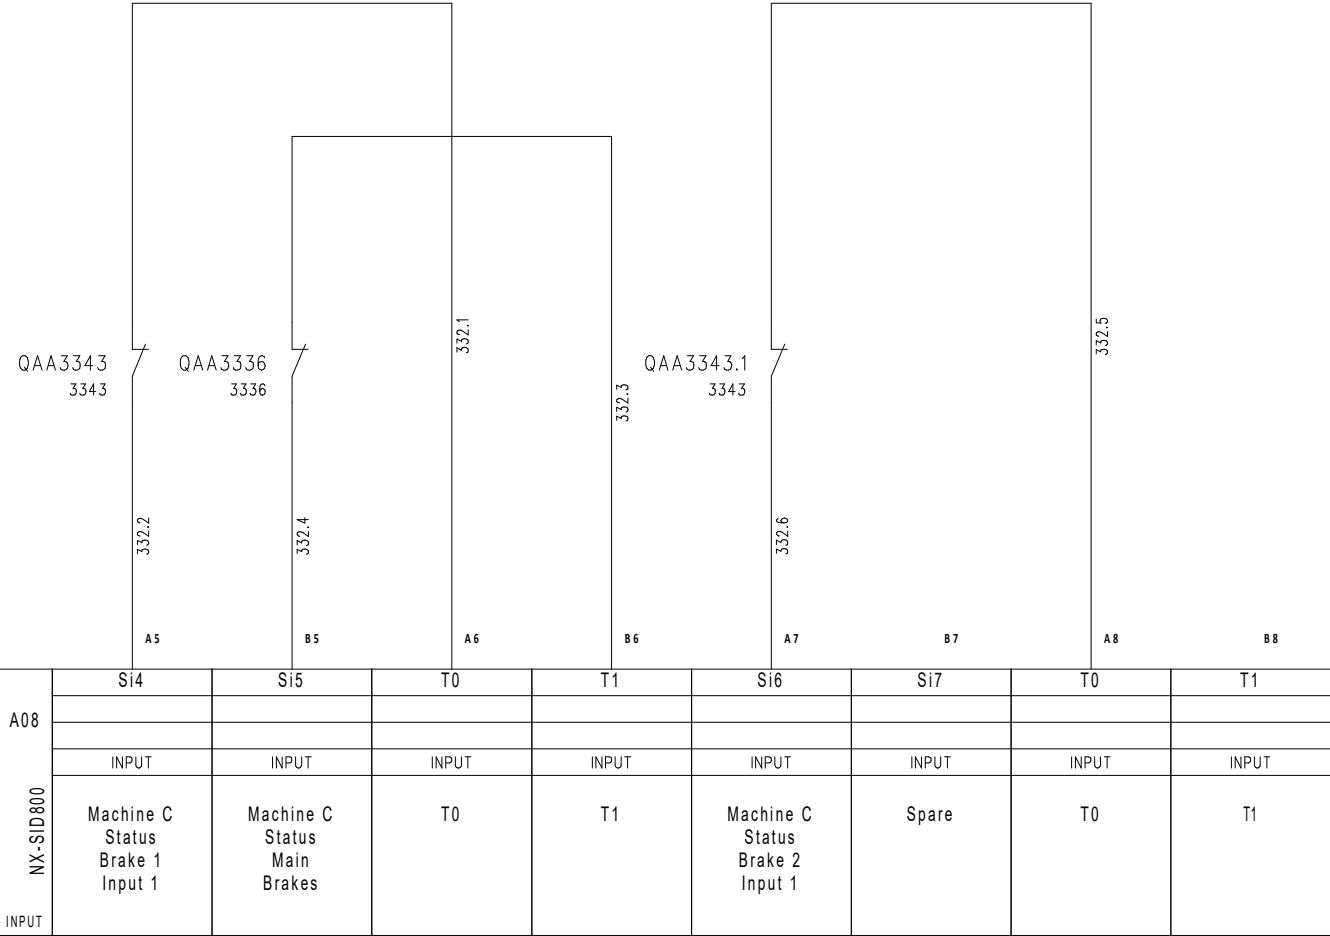 332.1
332.5
QAA3343
3343
QAA3336
3336
QAA3343.1
3343
332.3
332.2
332.4
332.6
A5 B5 A6 B6 A7 B7 A8 B8
Si4 Si5 T0 T1 Si6 Si7 T0 T1
A08
INPUT INPUT INPUT INPUT INPUT INPUT INPUT INPUT
NX-SID800
Machine C
Status
Brake 1
Input 1
Machine C
Status
Main
Brakes
T0
T1
Machine C
Status
Brake 2
Input 1
Spare
T0
T1
INPUT